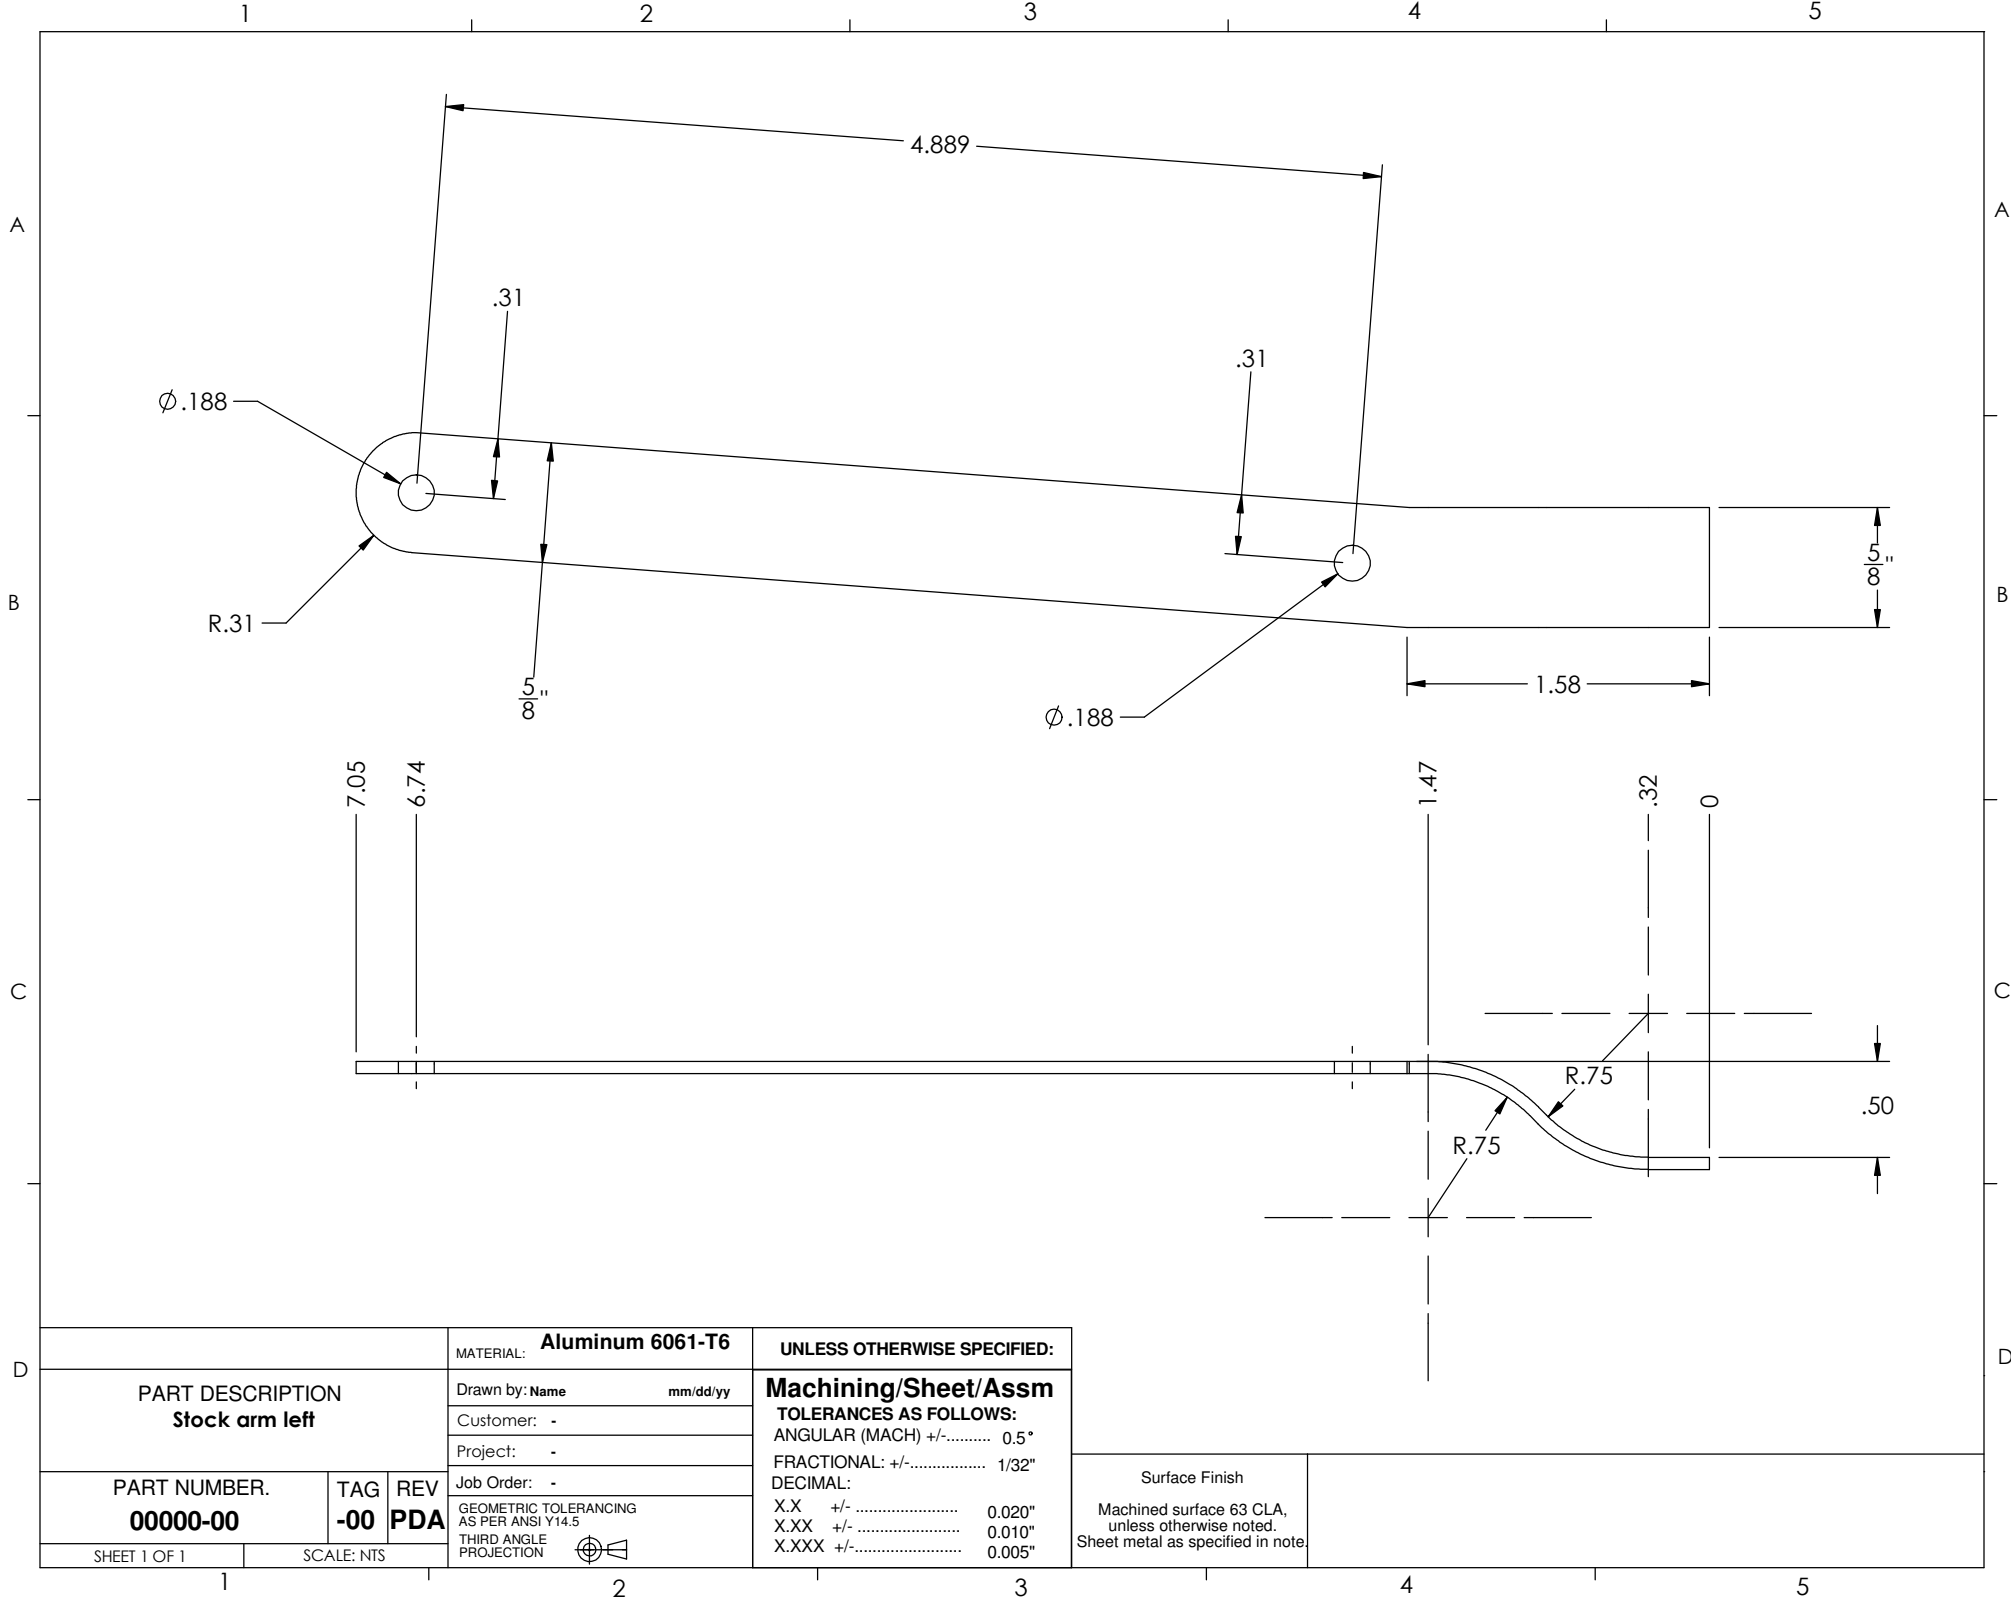 1 2 3 4 5
A A
B B
C C
D D
4.889
.31
.31
Ø.188
R.31
5/8"
5/8"
Ø.188
1.58
7.05
6.74
1.47
.32
0
R.75
R.75
.50
MATERIAL: Aluminum 6061-T6
Drawn by: Name mm/dd/yy
Customer: -
Project: -
Job Order: -
GEOMETRIC TOLERANCING
AS PER ANSI Y14.5
THIRD ANGLE
PROJECTION
PART DESCRIPTION
Stock arm left
PART NUMBER.
00000-00
TAG
-00
REV
PDA
SHEET 1 OF 1
SCALE: NTS
UNLESS OTHERWISE SPECIFIED:
Machining/Sheet/Assm
TOLERANCES AS FOLLOWS:
ANGULAR (MACH) +/-.......... 0.5°
FRACTIONAL: +/-................. 1/32"
DECIMAL:
X.X +/- ....................... 0.020"
X.XX +/- ....................... 0.010"
X.XXX +/-........................ 0.005"
Surface Finish
Machined surface 63 CLA,
unless otherwise noted.
Sheet metal as specified in note.
1 2 3 4 5